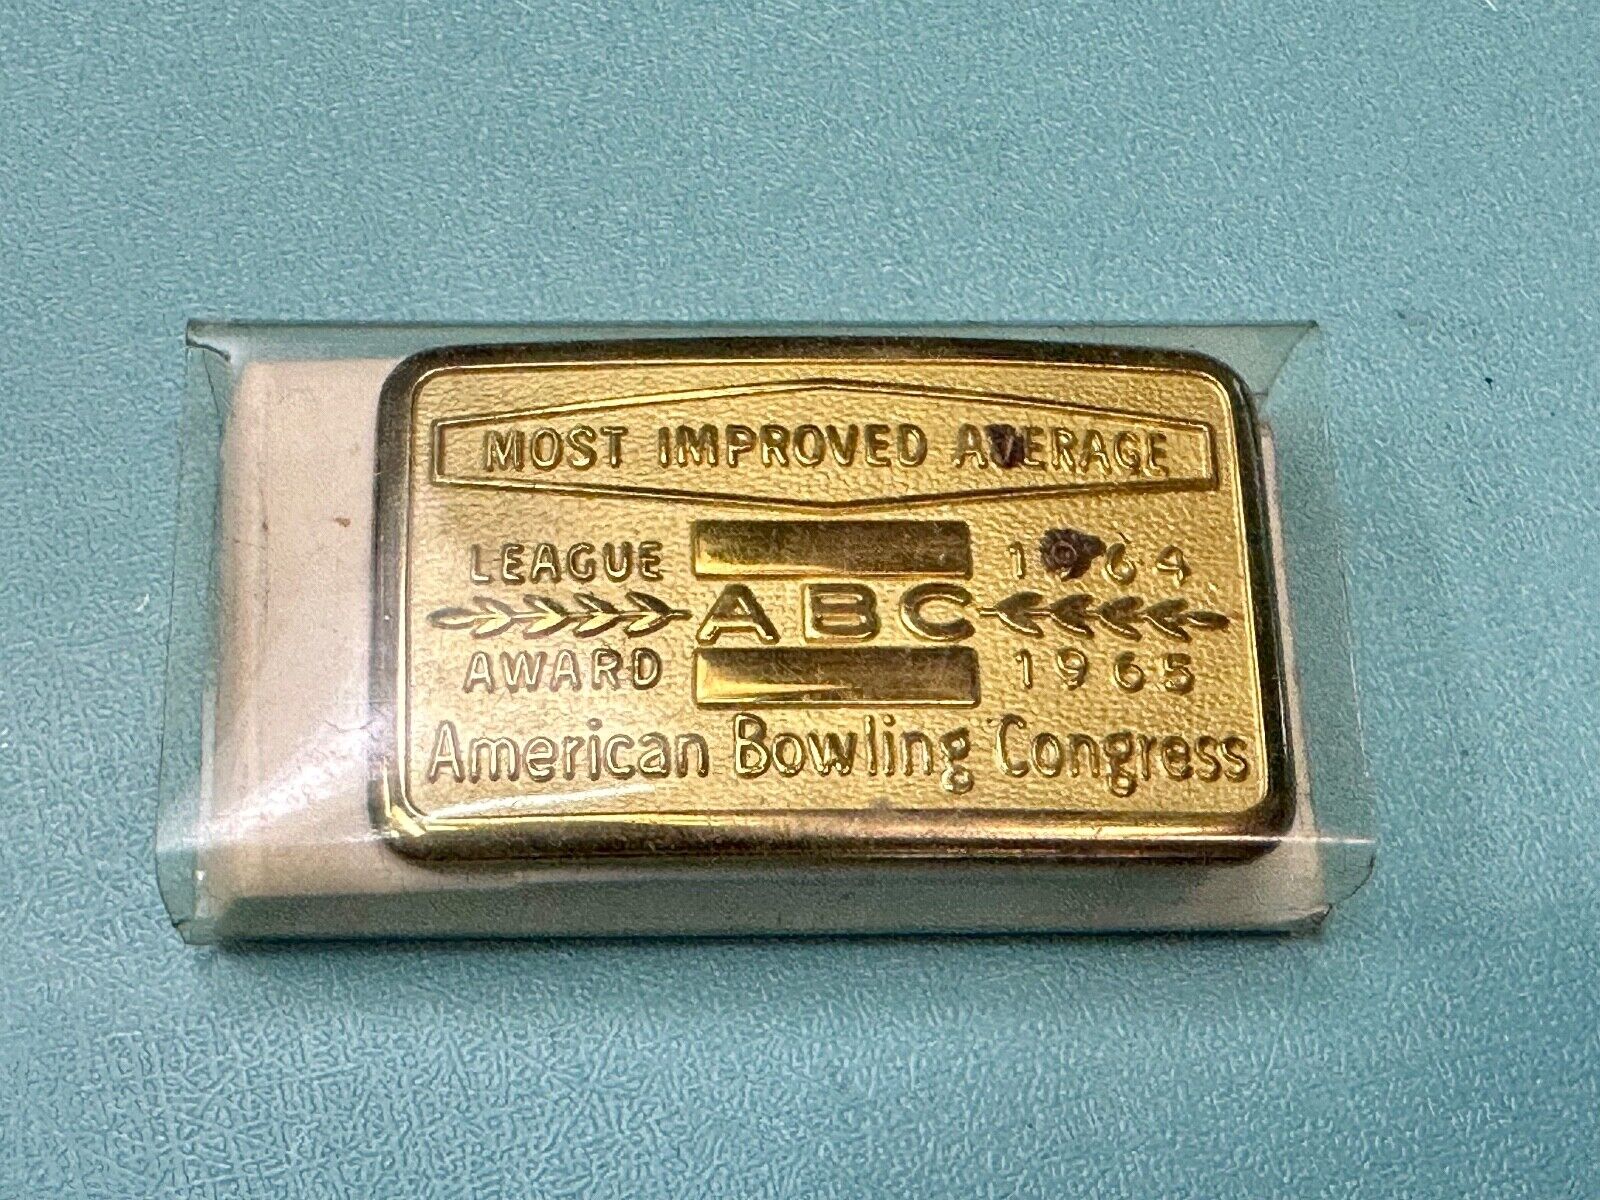 MOST IMPROVED AVERAGE
LEAGUE 1964
ABC
AWARD 1965
American Bowling Congress